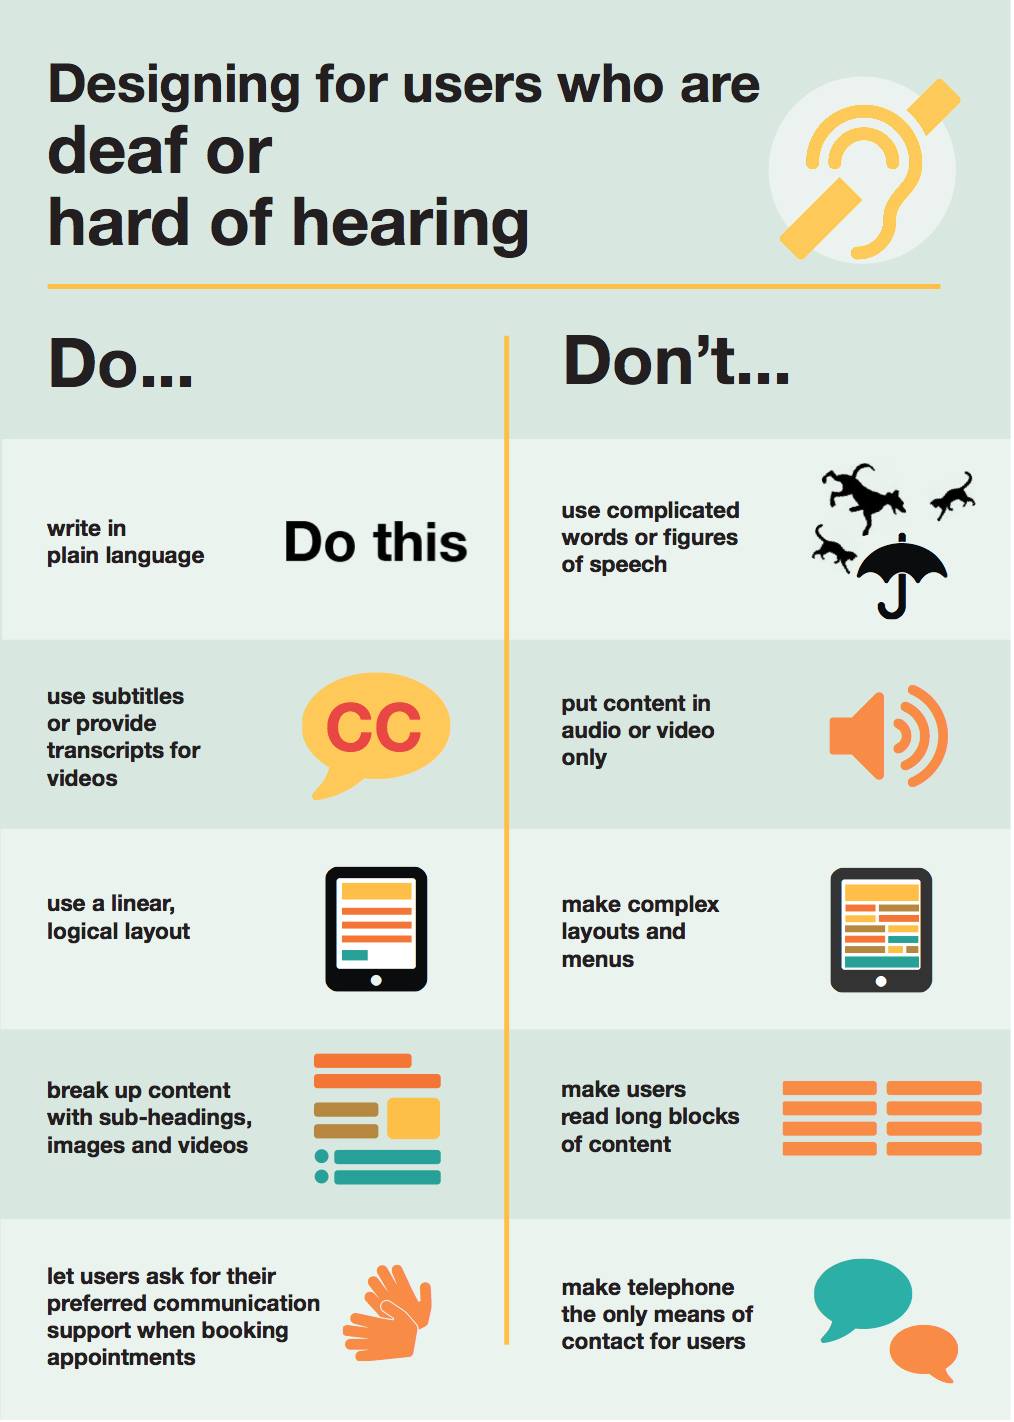 Designing for users who are
deaf or
hard of hearing
Do...
Don’t...
write in
plain language
Do this
use complicated
words or figures
of speech
use subtitles
or provide
transcripts for
videos
CC
put content in
audio or video
only
use a linear,
logical layout
make complex
layouts and
menus
break up content
with sub-headings,
images and videos
make users
read long blocks
of content
let users ask for their
preferred communication
support when booking
appointments
make telephone
the only means of
contact for users